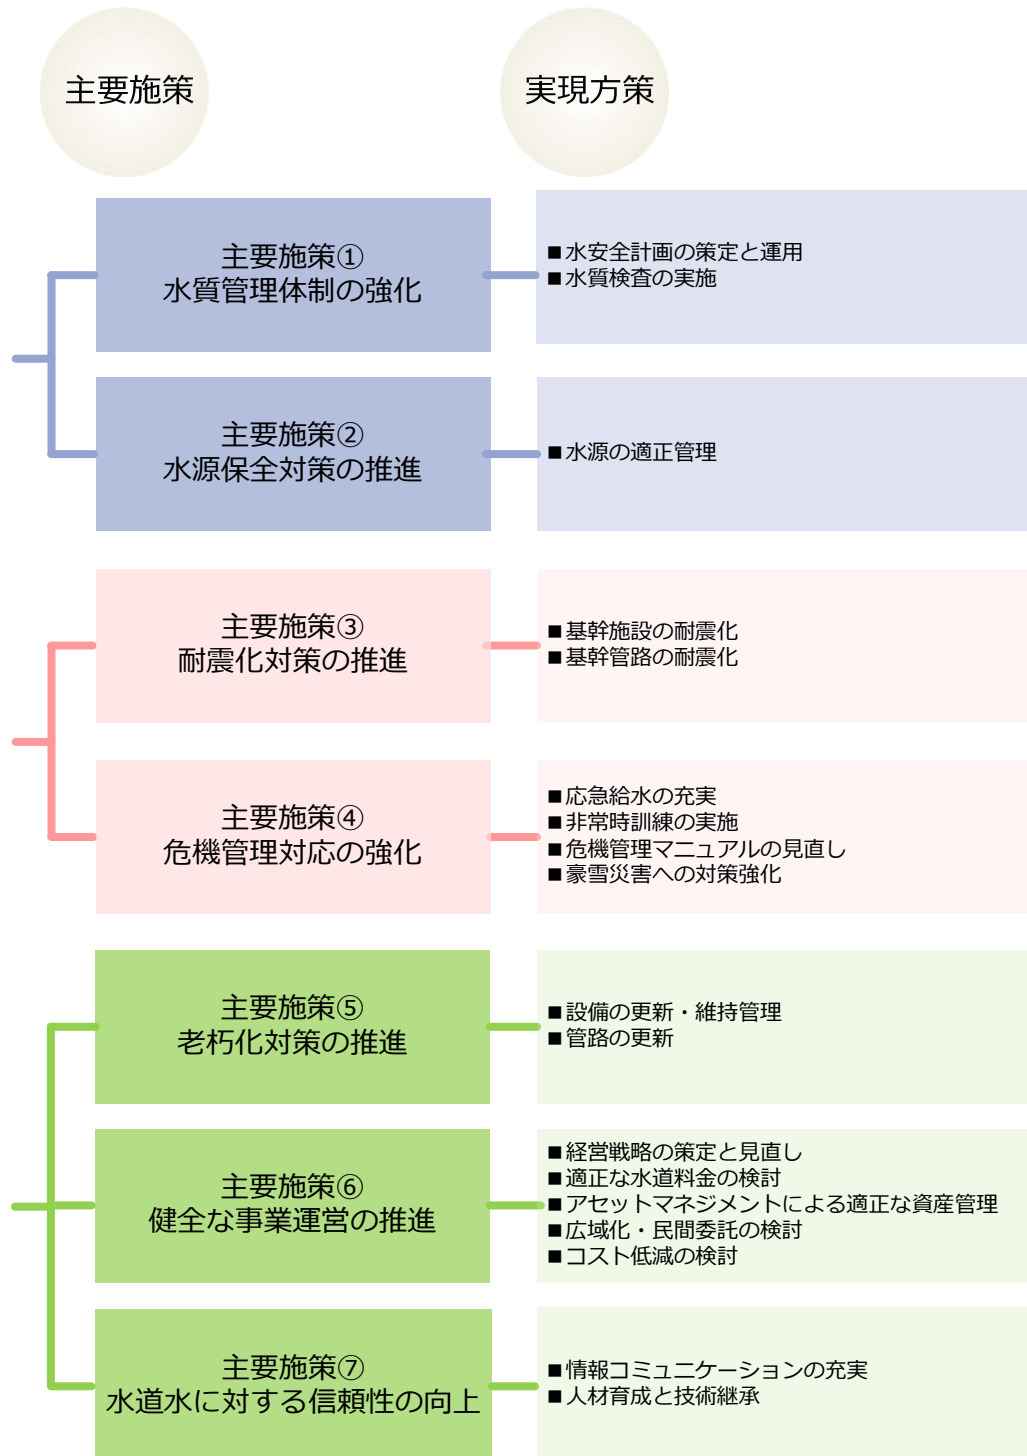 主要施策
実現方策
主要施策①
水質管理体制の強化
■水安全計画の策定と運用
■水質検査の実施
主要施策②
水源保全対策の推進
■水源の適正管理
主要施策③
耐震化対策の推進
■基幹施設の耐震化
■基幹管路の耐震化
主要施策④
危機管理対応の強化
■応急給水の充実
■非常時訓練の実施
■危機管理マニュアルの見直し
■豪雪災害への対策強化
主要施策⑤
老朽化対策の推進
■設備の更新・維持管理
■管路の更新
主要施策⑥
健全な事業運営の推進
■経営戦略の策定と見直し
■適正な水道料金の検討
■アセットマネジメントによる適正な資産管理
■広域化・民間委託の検討
■コスト低減の検討
主要施策⑦
水道水に対する信頼性の向上
■情報コミュニケーションの充実
■人材育成と技術継承